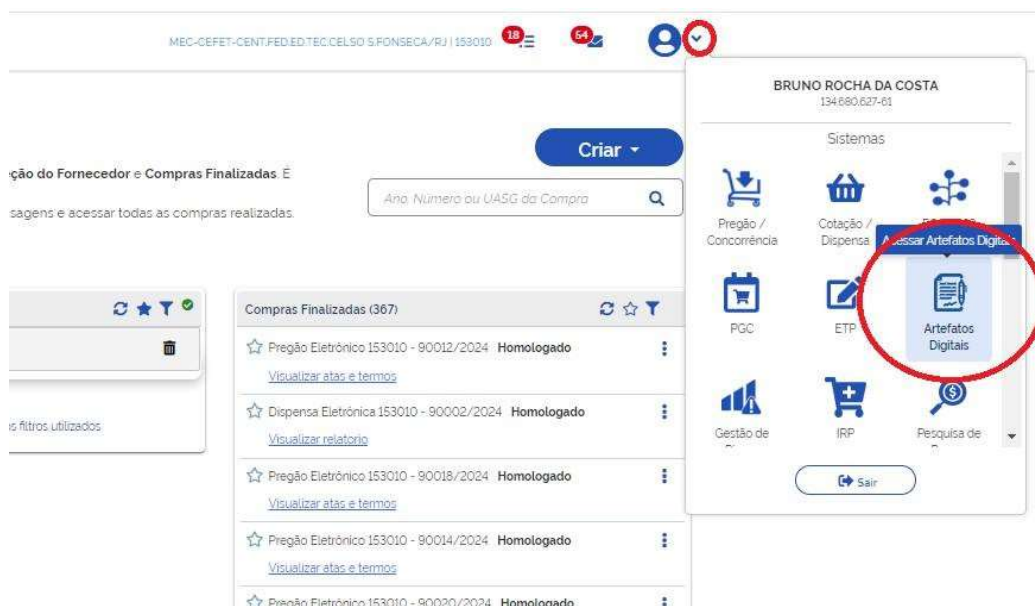 MEC-CEFET-CENT.FED.ED.TEC.CELSO S.FONSECA/RJ | 153010
18
54
BRUNO ROCHA DA COSTA
134.680.627-61
Sistemas
Pregão / Concorrência
Cotação / Dispensa
Acessar Artefatos Digitais
PGC
ETP
Artefatos Digitais
Gestão de
IRP
Pesquisa de
Sair
Criar
ção do Fornecedor e Compras Finalizadas. É
Ano, Número ou UASG da Compra
sagens e acessar todas as compras realizadas.
Compras Finalizadas (367)
Pregão Eletrônico 153010 - 90012/2024 Homologado
Visualizar atas e termos
s filtros utilizados
Dispensa Eletrônica 153010 - 90002/2024 Homologado
Visualizar relatorio
Pregão Eletrônico 153010 - 90018/2024 Homologado
Visualizar atas e termos
Pregão Eletrônico 153010 - 90014/2024 Homologado
Visualizar atas e termos
Pregão Eletrônico 153010 - 90020/2024 Homologado